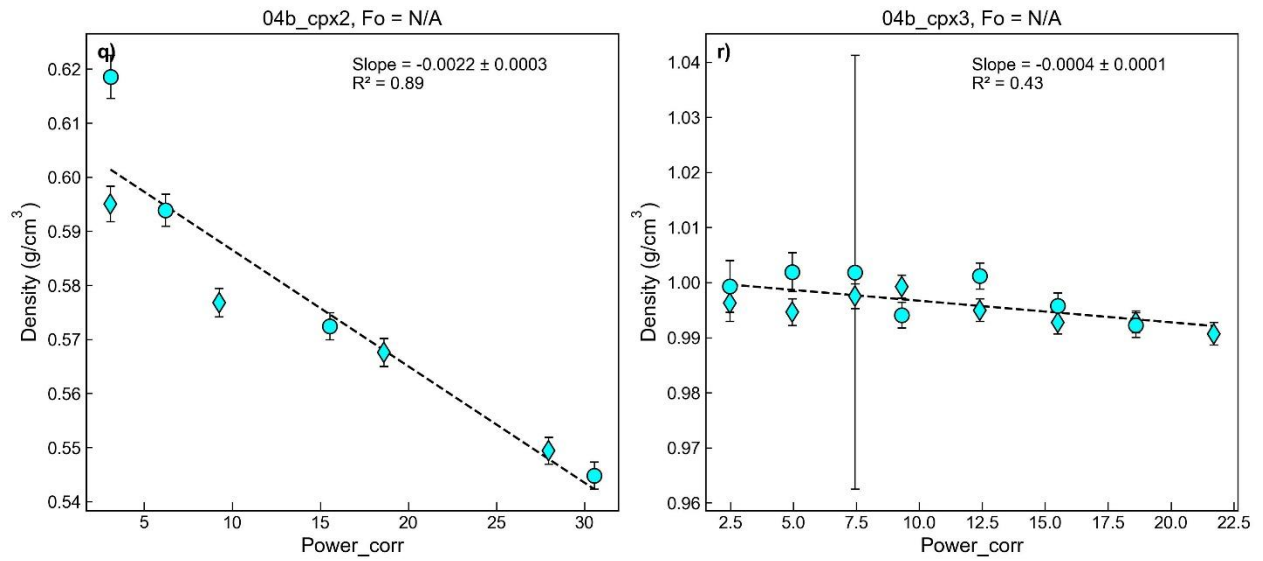 04b_cpx2, Fo = N/A
q)
Slope = -0.0022 ± 0.0003
R² = 0.89
0.62
0.61
0.60
0.59
0.58
0.57
0.56
0.55
0.54
Density (g/cm³)
5 10 15 20 25 30
Power_corr
04b_cpx3, Fo = N/A
r)
Slope = -0.0004 ± 0.0001
R² = 0.43
1.04
1.03
1.02
1.01
1.00
0.99
0.98
0.97
0.96
Density (g/cm³)
2.5 5.0 7.5 10.0 12.5 15.0 17.5 20.0 22.5
Power_corr